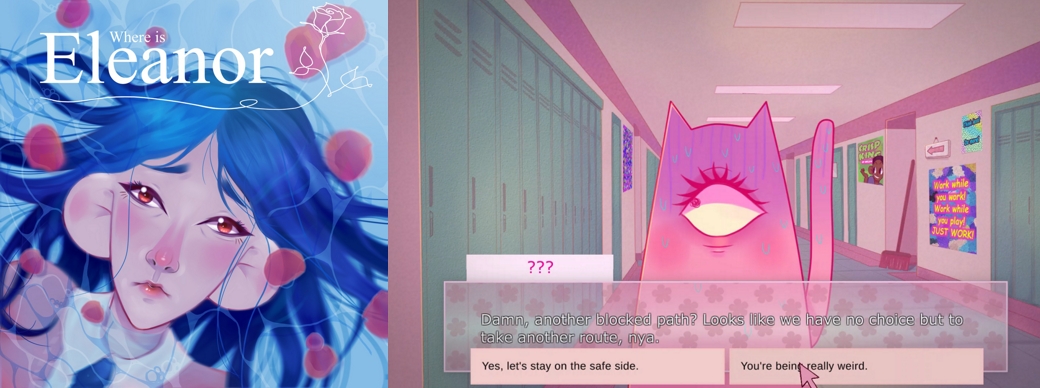 Where is
Eleanor
CRISP
KING
Work while
you work!
Work while
you play!
JUST WORK!
???
Damn, another blocked path? Looks like we have no choice but to
take another route, nya.
Yes, let's stay on the safe side.
You're being really weird.